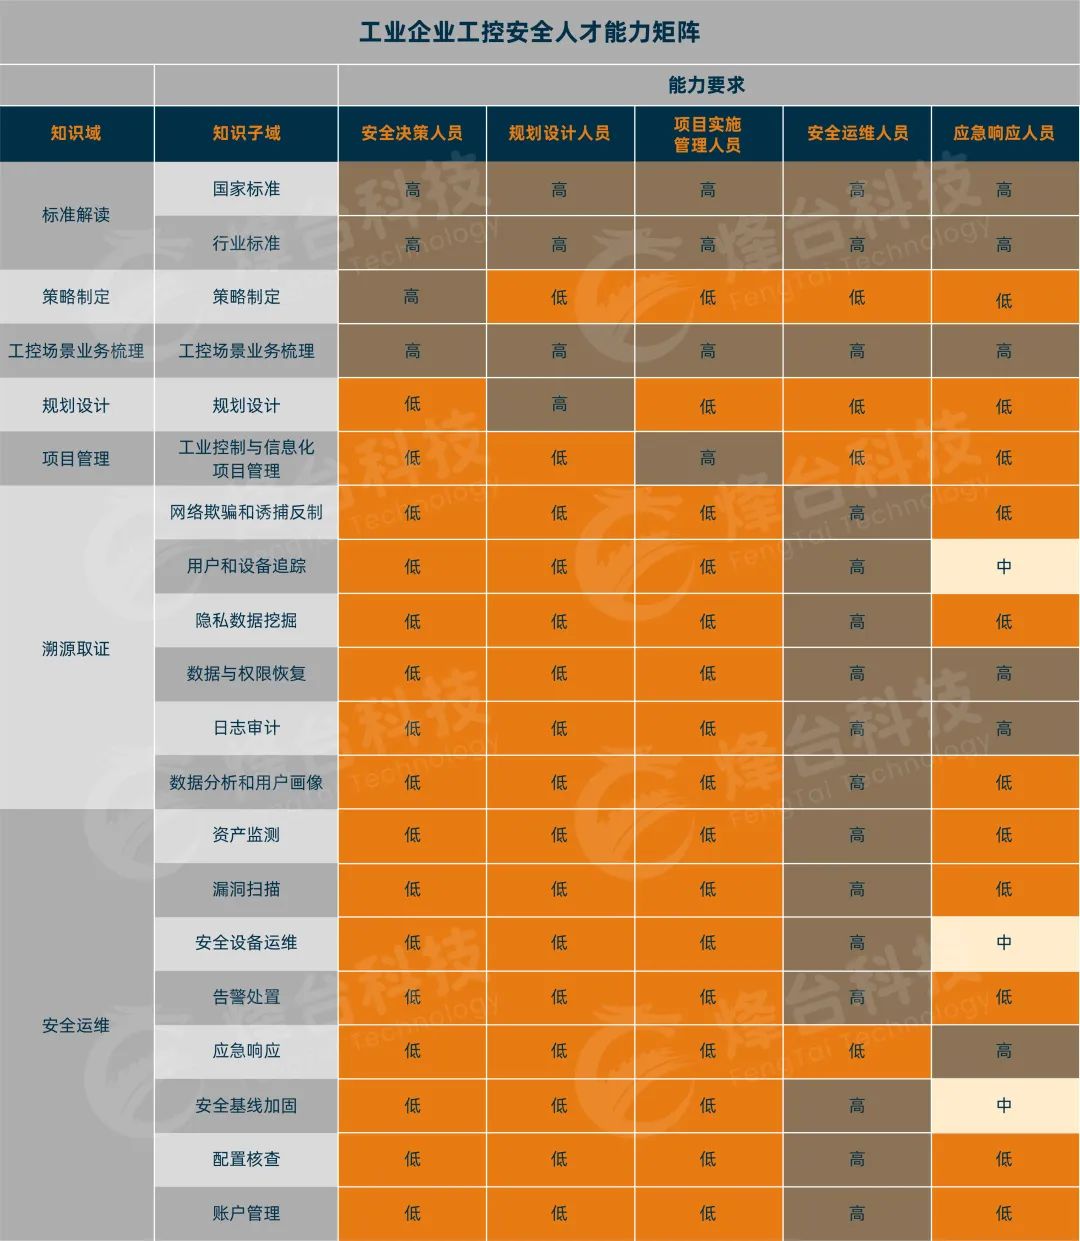 工业企业工控安全人才能力矩阵
能力要求
知识域 知识子域 安全决策人员 规划设计人员 项目实施 安全运维人员 应急响应人员
管理人员
标准解读 国家标准 高 高 高 高 高
行业标准 高 高 高 高 高
策略制定 策略制定 高 低 低 低 低
工控场景业务梳理 工控场景业务梳理 高 高 高 高 高
规划设计 规划设计 低 高 低 低 低
项目管理 工业控制与信息化 低 低 高 低 低
项目管理
溯源取证 网络欺骗和诱捕反制 低 低 低 高 低
用户和设备追踪 低 低 低 高 中
隐私数据挖掘 低 低 低 高 低
数据与权限恢复 低 低 低 高 高
日志审计 低 低 低 高 高
数据分析和用户画像 低 低 低 高 低
安全运维 资产监测 低 低 低 高 低
漏洞扫描 低 低 低 高 低
安全设备运维 低 低 低 高 中
告警处置 低 低 低 高 低
应急响应 低 低 低 低 高
安全基线加固 低 低 低 高 中
配置核查 低 低 低 高 低
账户管理 低 低 低 高 低
烽台科技
FengTai Technology